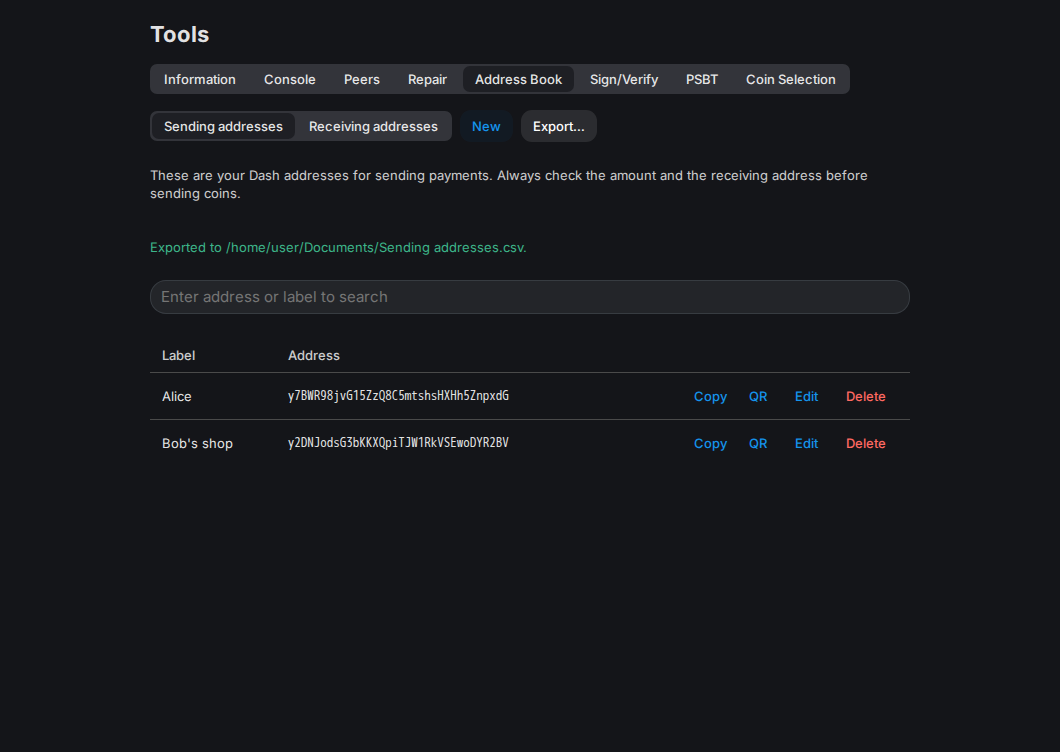 Tools
Information Console Peers Repair Address Book Sign/Verify PSBT Coin Selection
Sending addresses Receiving addresses New Export...
These are your Dash addresses for sending payments. Always check the amount and the receiving address before
sending coins.
Exported to /home/user/Documents/Sending addresses.csv.
Enter address or label to search
Label Address
Alice y7BWR98jvG15ZzQ8C5mtshsHXHh5ZnpxdG Copy QR Edit Delete
Bob's shop y2DNJodsG3bKKXQpiTJW1RkVSEwoDYR2BV Copy QR Edit Delete